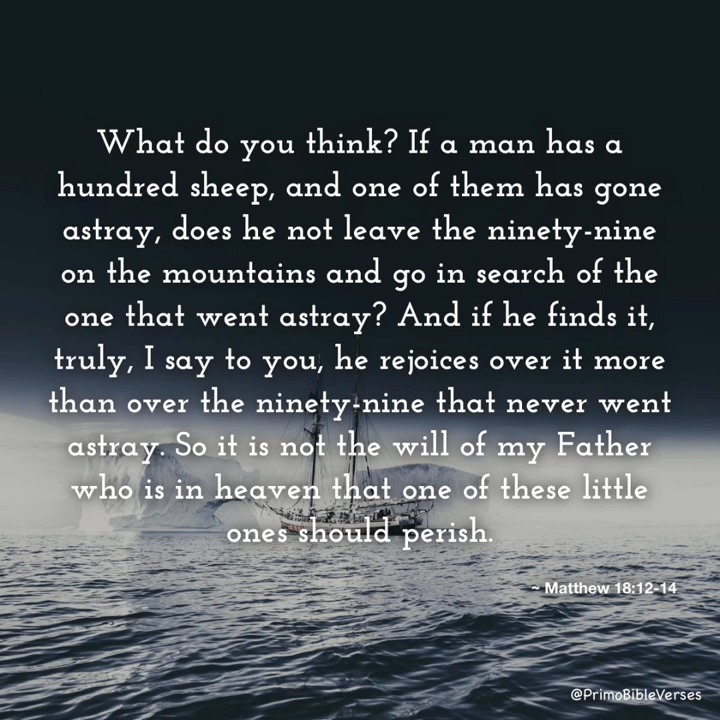 What do you think? If a man has a
hundred sheep, and one of them has gone
astray, does he not leave the ninety-nine
on the mountains and go in search of the
one that went astray? And if he finds it,
truly, I say to you, he rejoices over it more
than over the ninety-nine that never went
astray. So it is not the will of my Father
who is in heaven that one of these little
ones should perish.
~ Matthew 18:12-14
@PrimoBibleVerses